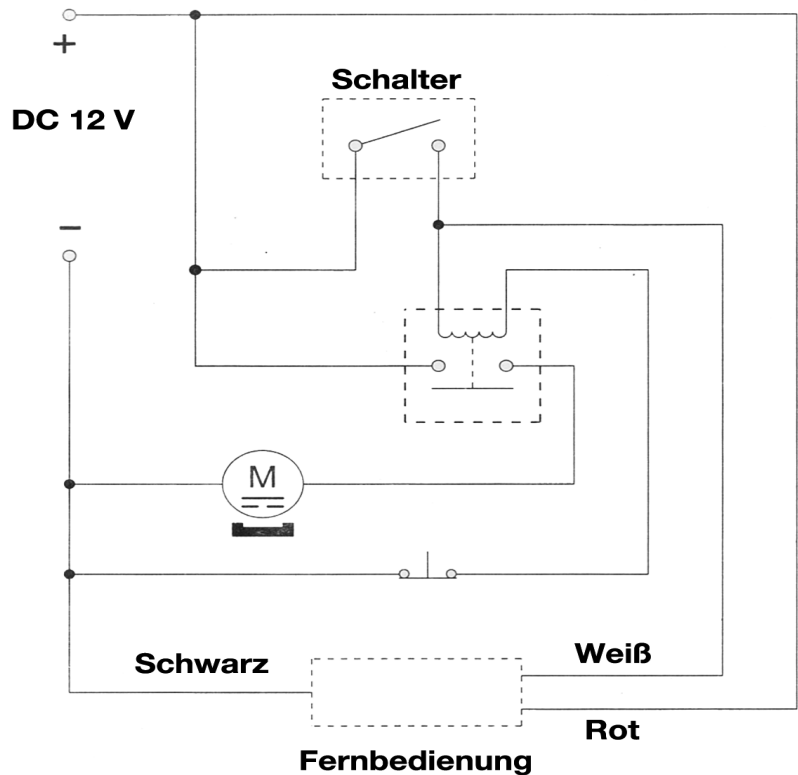 +
Schalter
DC 12 V
−
M
Schwarz
Weiß
Rot
Fernbedienung